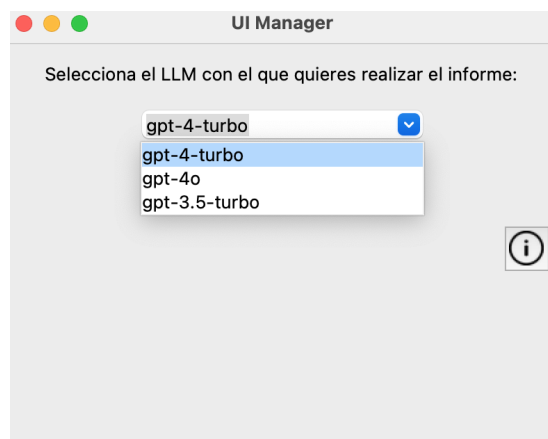 UI Manager
Selecciona el LLM con el que quieres realizar el informe:
gpt-4-turbo
gpt-4-turbo
gpt-4o
gpt-3.5-turbo
i